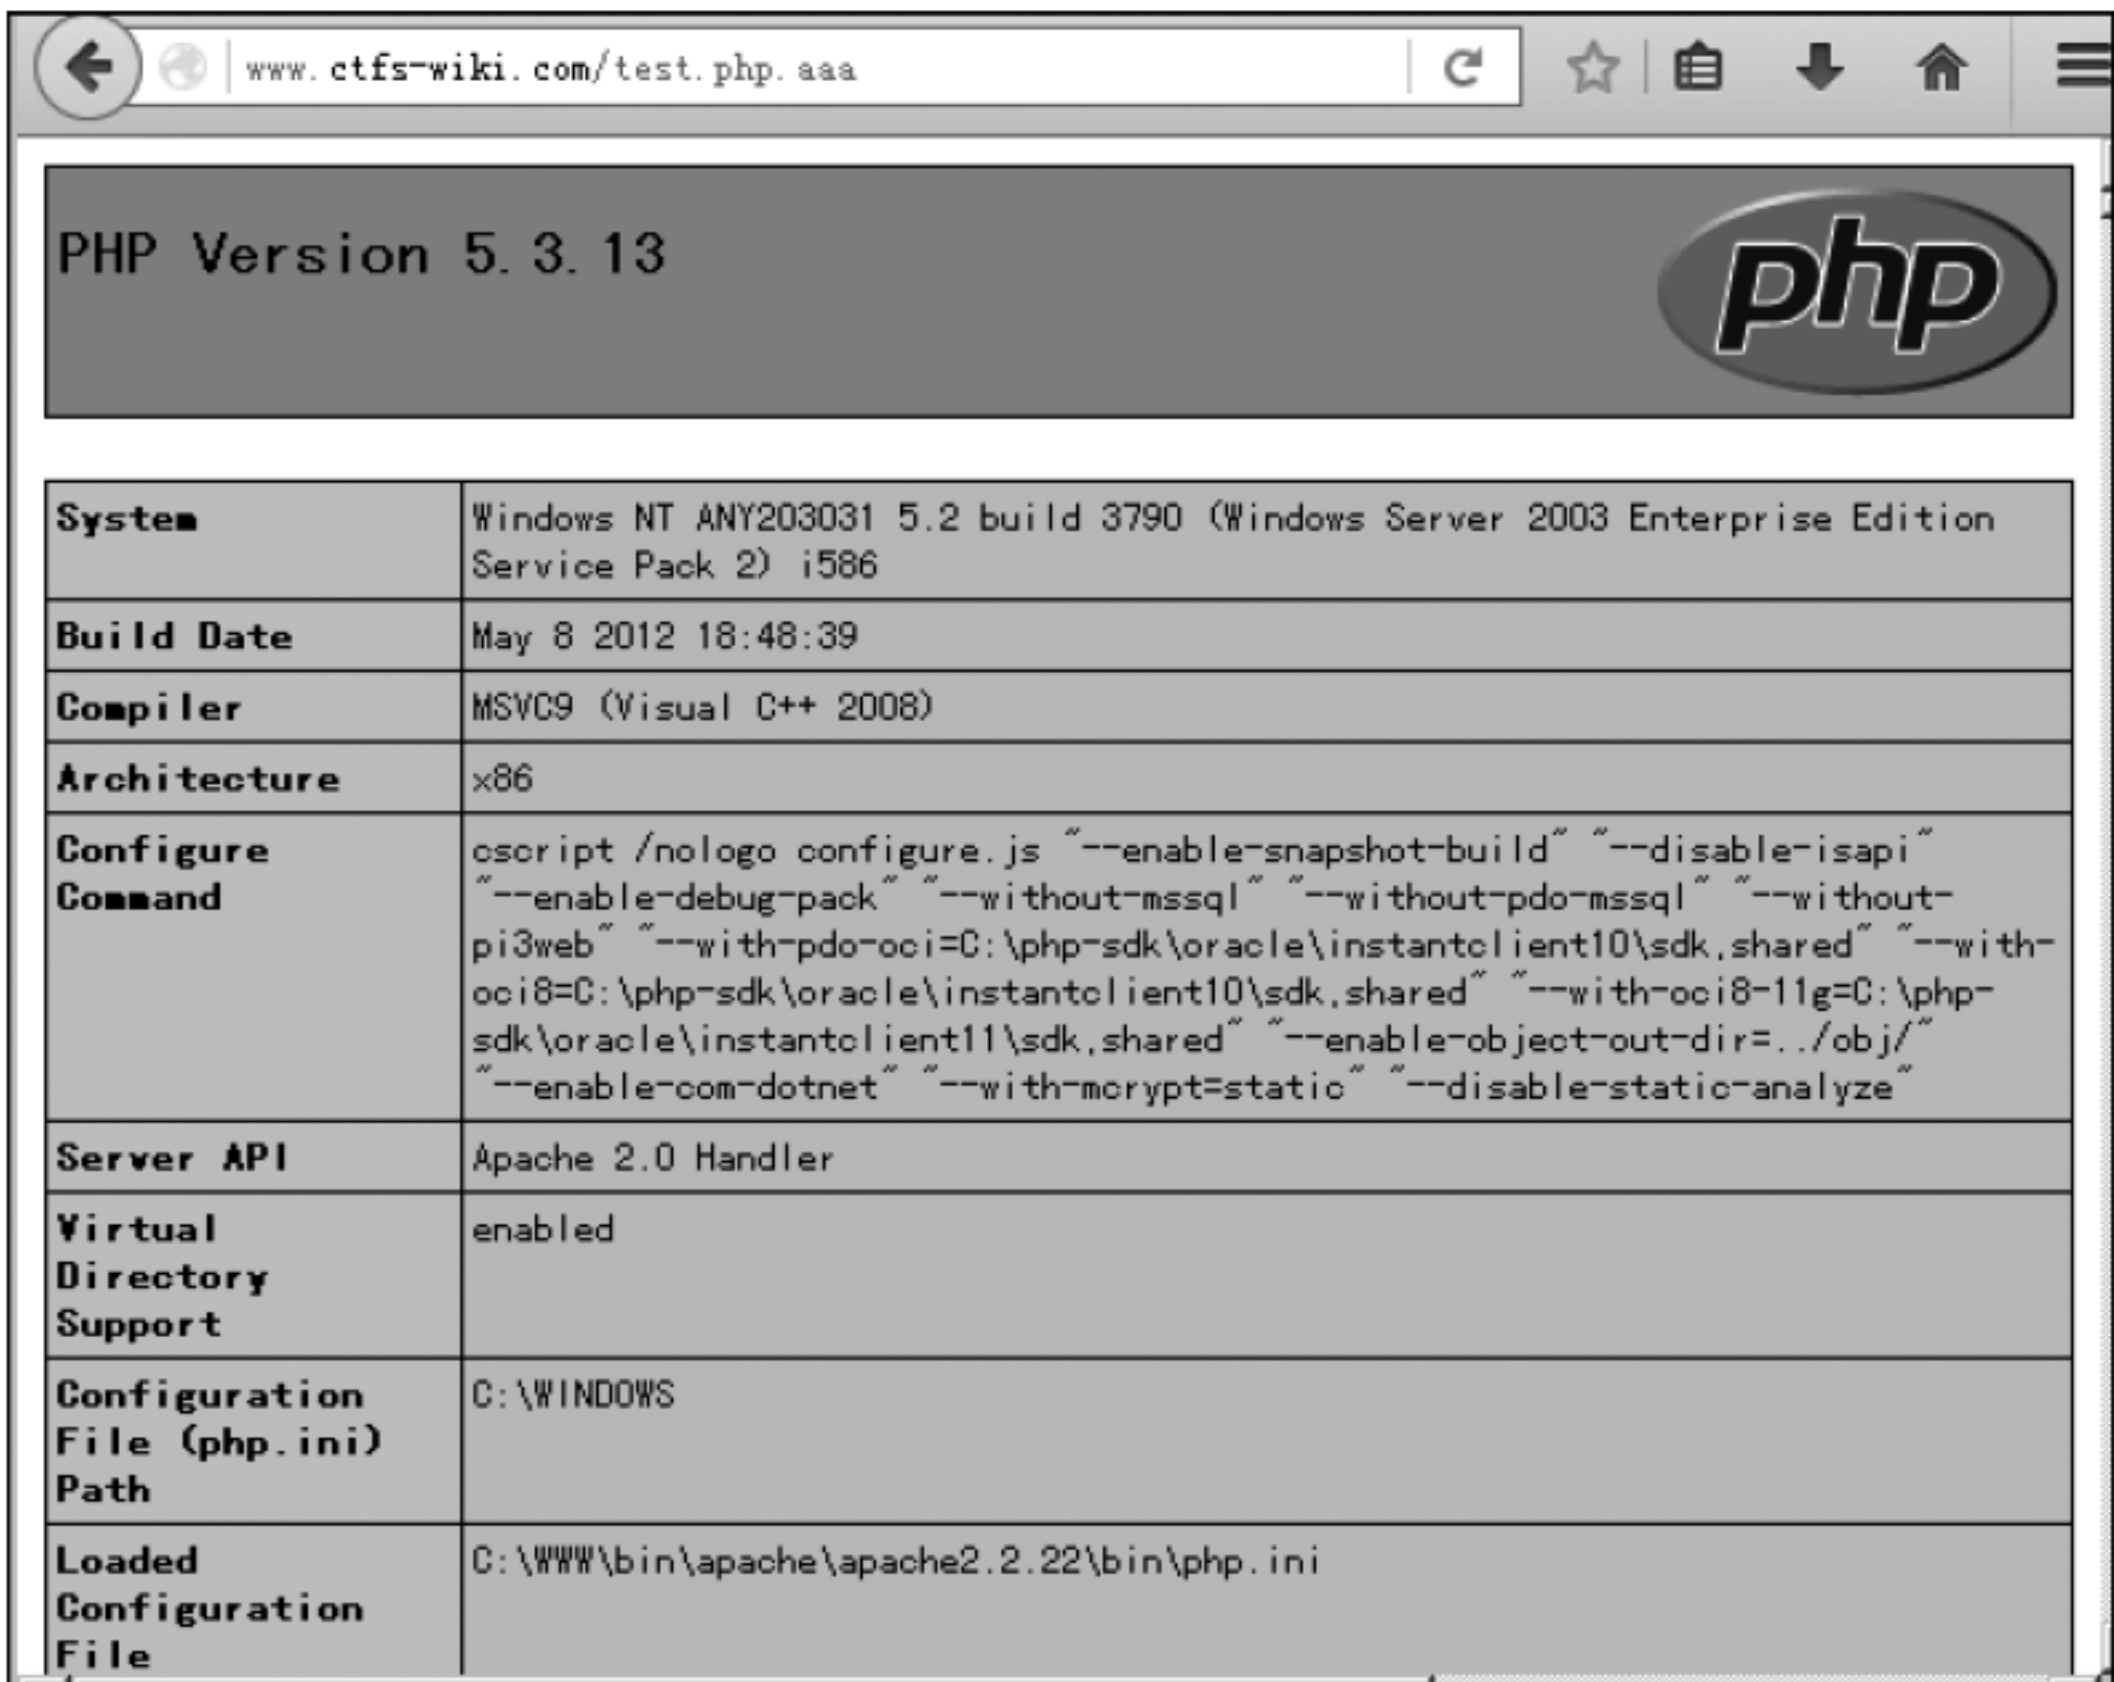 www.ctfs-wiki.com/test.php.aaa
PHP Version 5.3.13
php
System
Windows NT ANY203031 5.2 build 3790 (Windows Server 2003 Enterprise Edition
Service Pack 2) i586
Build Date
May 8 2012 18:48:39
Compiler
MSVC9 (Visual C++ 2008)
Architecture
x86
Configure
Command
cscript /nologo configure.js "--enable-snapshot-build" "--disable-isapi"
"--enable-debug-pack" "--without-mssql" "--without-pdo-mssql" "--without-
pi3web" "--with-pdo-oci=C:\php-sdk\oracle\instantclient10\sdk,shared" "--with-
oci8=C:\php-sdk\oracle\instantclient10\sdk,shared" "--with-oci8-11g=C:\php-
sdk\oracle\instantclient11\sdk,shared" "--enable-object-out-dir=../obj/"
"--enable-com-dotnet" "--with-mcrypt=static" "--disable-static-analyze"
Server API
Apache 2.0 Handler
Virtual
Directory
Support
enabled
Configuration
File (php.ini)
Path
C:\WINDOWS
Loaded
Configuration
File
C:\WWW\bin\apache\apache2.2.22\bin\php.ini